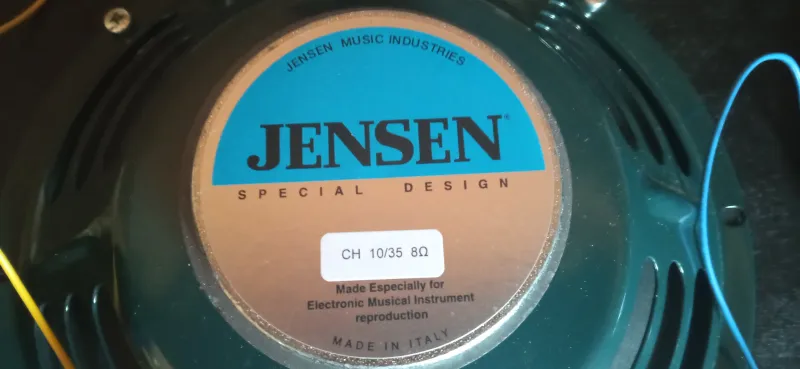 JENSEN MUSIC INDUSTRIES
JENSEN®
SPECIAL DESIGN
CH 10/35 8Ω
Made Especially for
Electronic Musical Instrument
reproduction
MADE IN ITALY